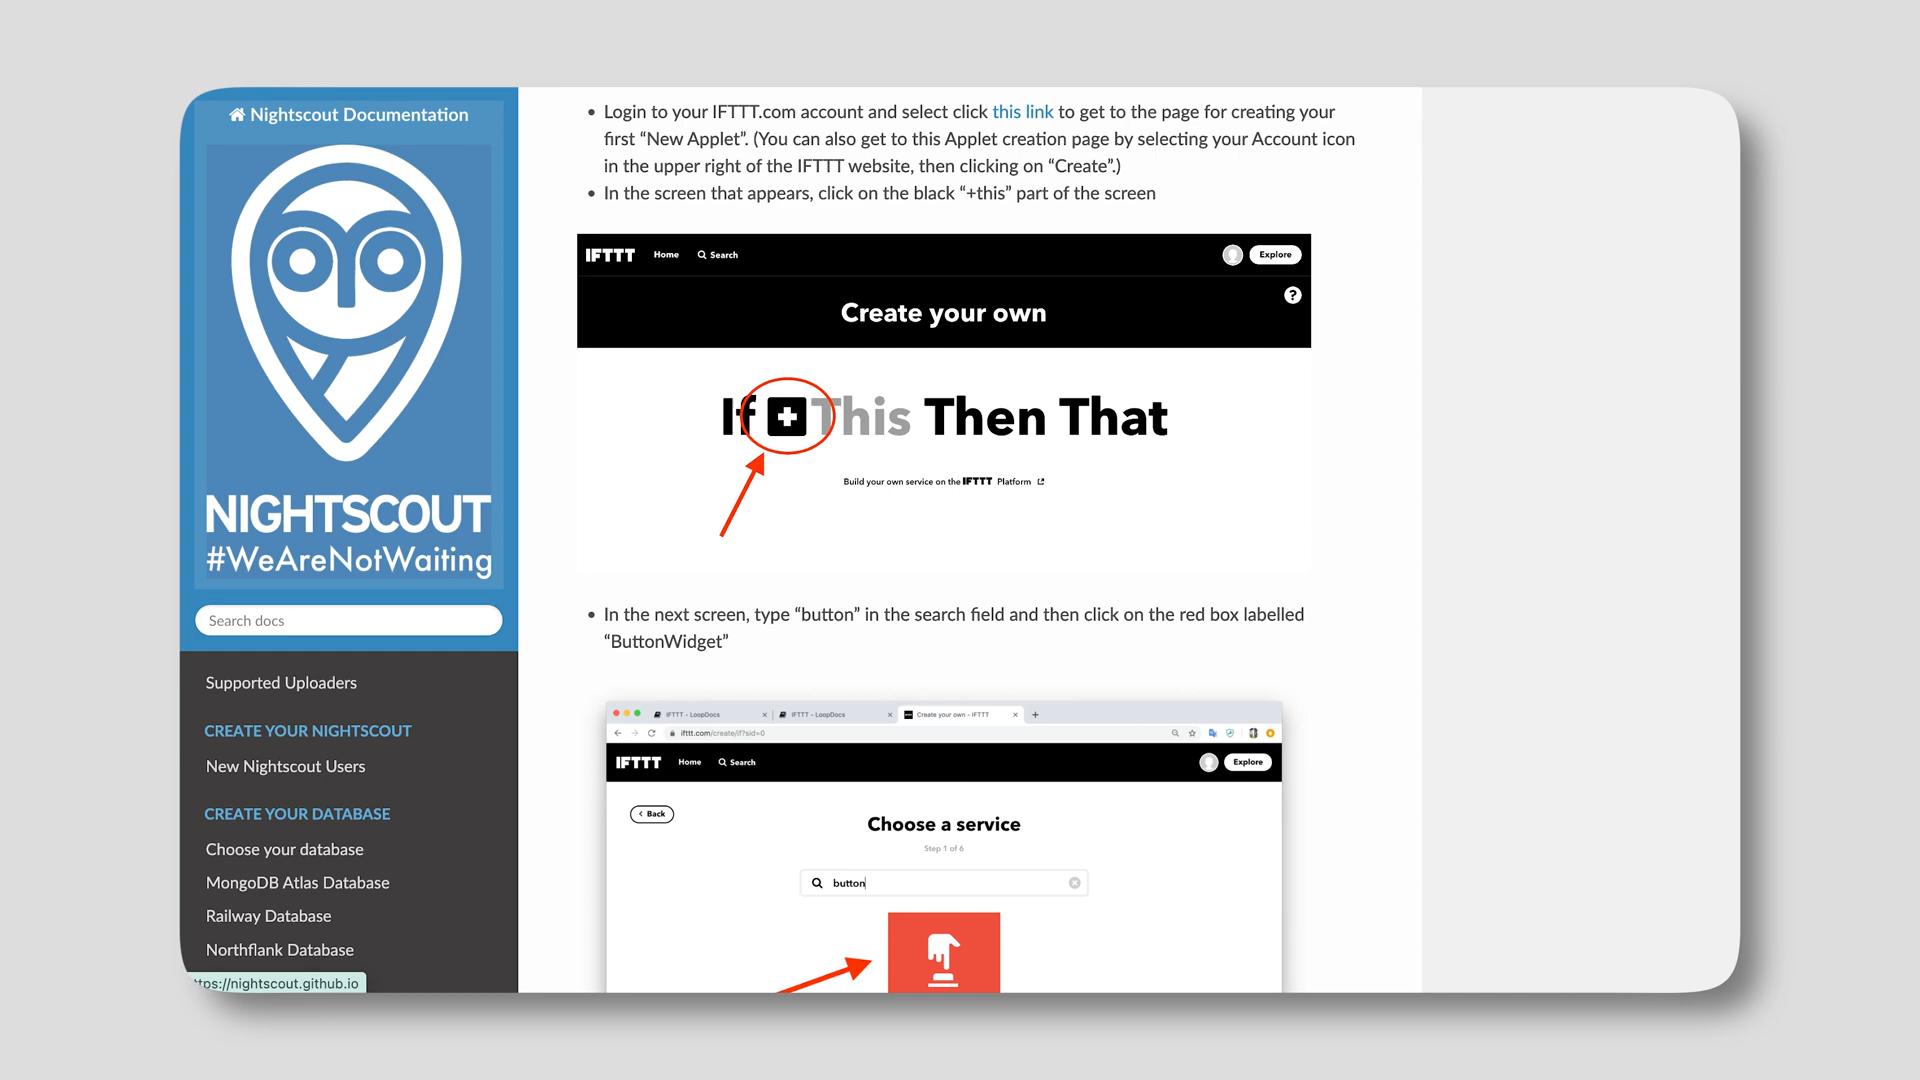 Nightscout Documentation
NIGHTSCOUT
#WeAreNotWaiting
Search docs
Supported Uploaders
CREATE YOUR NIGHTSCOUT
New Nightscout Users
CREATE YOUR DATABASE
Choose your database
MongoDB Atlas Database
Railway Database
Northflank Database
ttps://nightscout.github.io
Login to your IFTTT.com account and select click this link to get to the page for creating your
first “New Applet”. (You can also get to this Applet creation page by selecting your Account icon
in the upper right of the IFTTT website, then clicking on “Create”.)
In the screen that appears, click on the black “+this” part of the screen
IFTTT Home Search Explore
?
Create your own
If + This Then That
Build your own service on the IFTTT Platform
In the next screen, type “button” in the search field and then click on the red box labelled
“ButtonWidget”
IFTTT - LoopDocs IFTTT - LoopDocs Create your own - IFTTT
ifttt.com/create/if?sid=0
IFTTT Home Search Explore
Back
Choose a service
Step 1 of 6
button